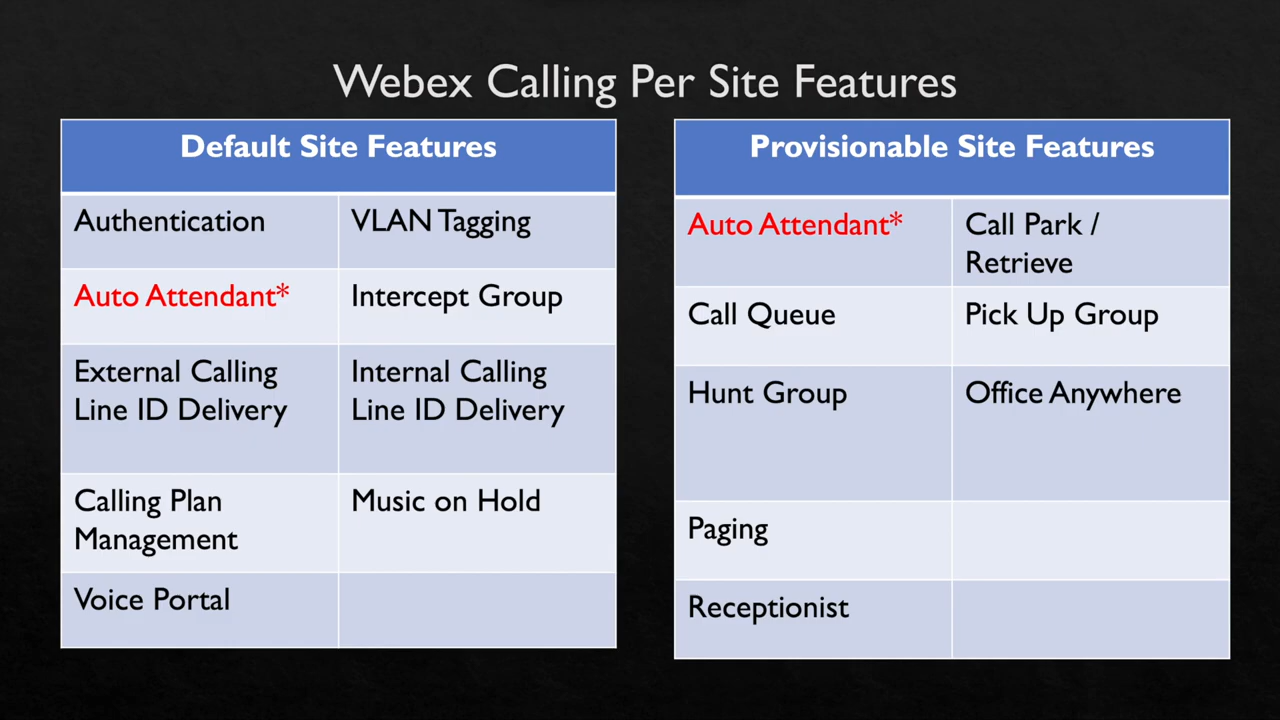 Webex Calling Per Site Features
Default Site Features
Authentication
VLAN Tagging
Auto Attendant*
Intercept Group
External Calling
Line ID Delivery
Internal Calling
Line ID Delivery
Calling Plan
Management
Music on Hold
Voice Portal
Provisionable Site Features
Auto Attendant*
Call Park /
Retrieve
Call Queue
Pick Up Group
Hunt Group
Office Anywhere
Paging
Receptionist